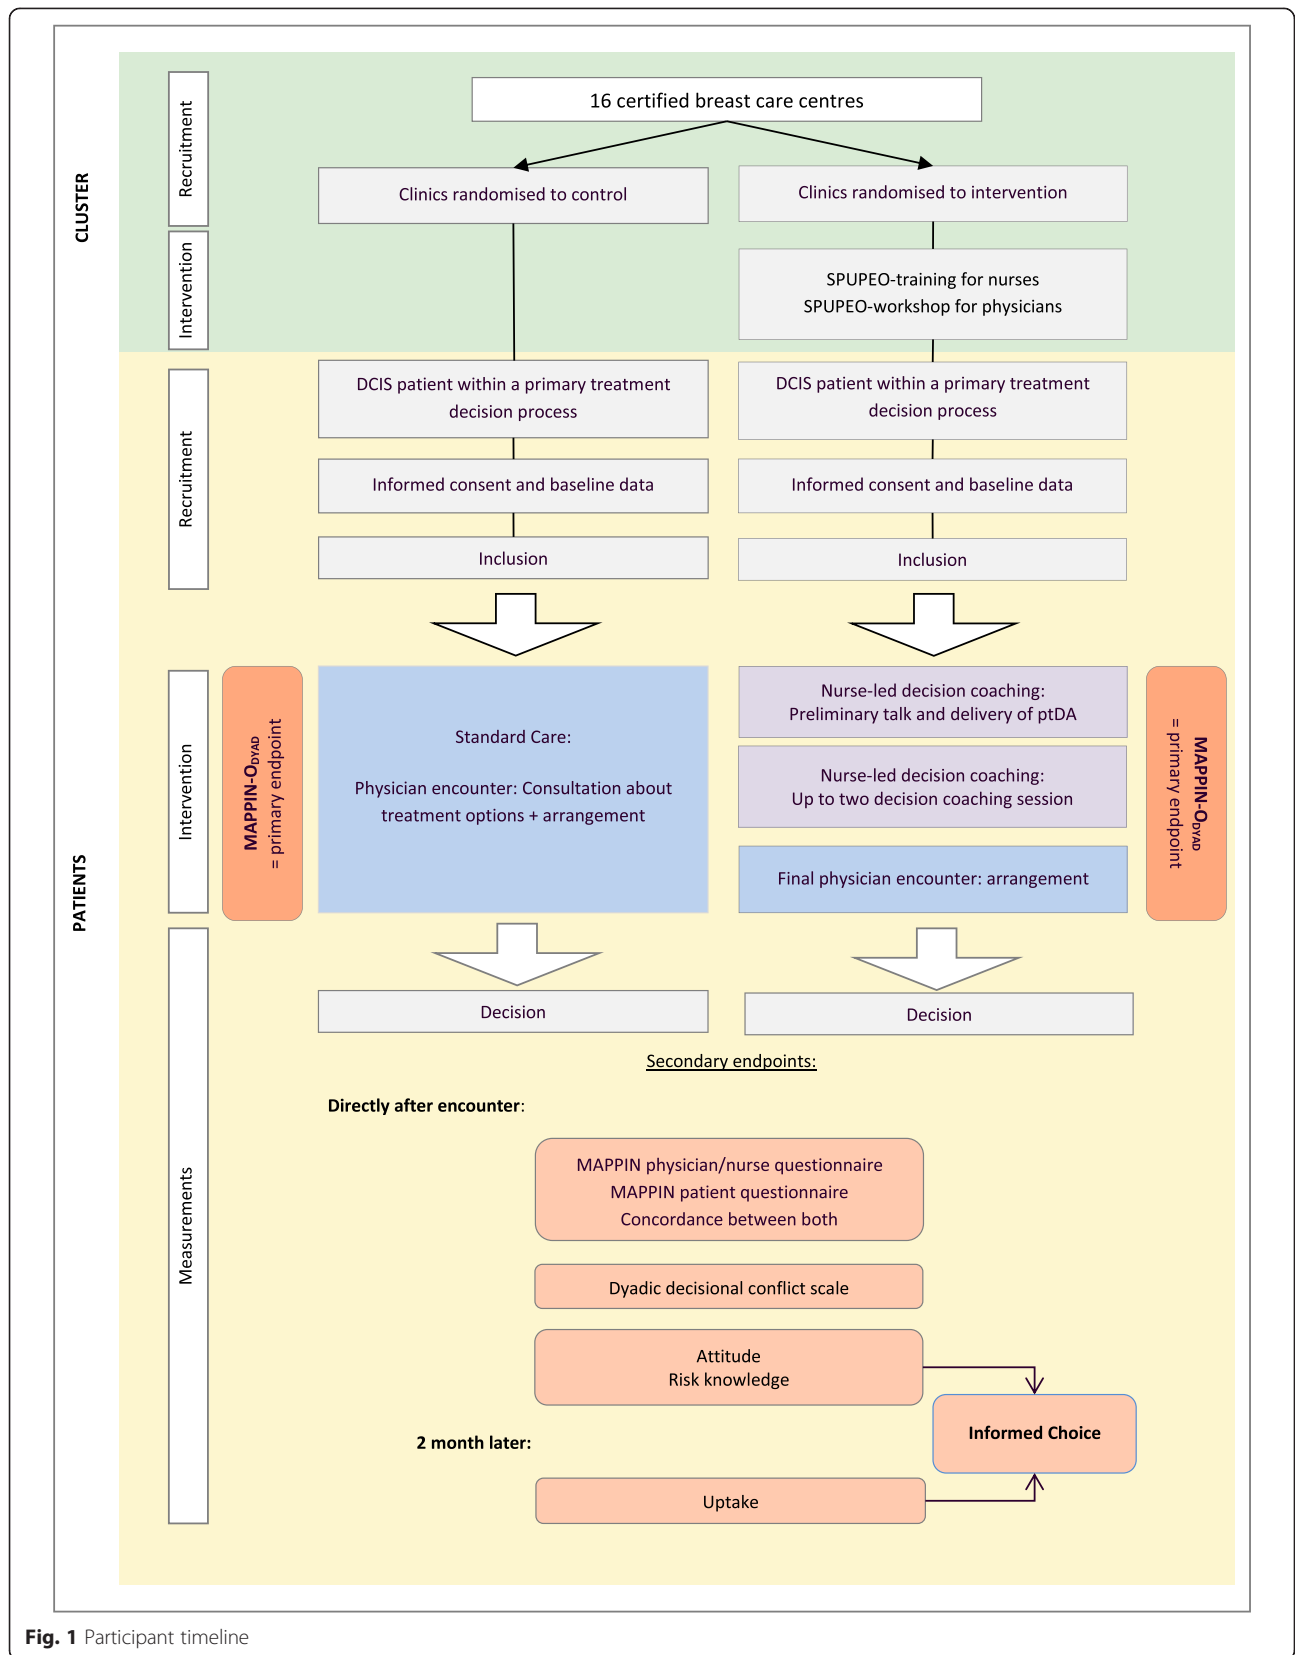 CLUSTER
Recruitment
16 certified breast care centres
Clinics randomised to control
Clinics randomised to intervention
Intervention
SPUPEO-training for nurses
SPUPEO-workshop for physicians
PATIENTS
Recruitment
DCIS patient within a primary treatment
decision process
DCIS patient within a primary treatment
decision process
Informed consent and baseline data
Informed consent and baseline data
Inclusion
Inclusion
Intervention
MAPPIN-ODYAD
= primary endpoint
Standard Care:
Physician encounter: Consultation about
treatment options + arrangement
Nurse-led decision coaching:
Preliminary talk and delivery of ptDA
Nurse-led decision coaching:
Up to two decision coaching session
Final physician encounter: arrangement
MAPPIN-ODYAD
= primary endpoint
Measurements
Decision
Decision
Secondary endpoints:
Directly after encounter:
MAPPIN physician/nurse questionnaire
MAPPIN patient questionnaire
Concordance between both
Dyadic decisional conflict scale
Attitude
Risk knowledge
Informed Choice
2 month later:
Uptake
Fig. 1 Participant timeline